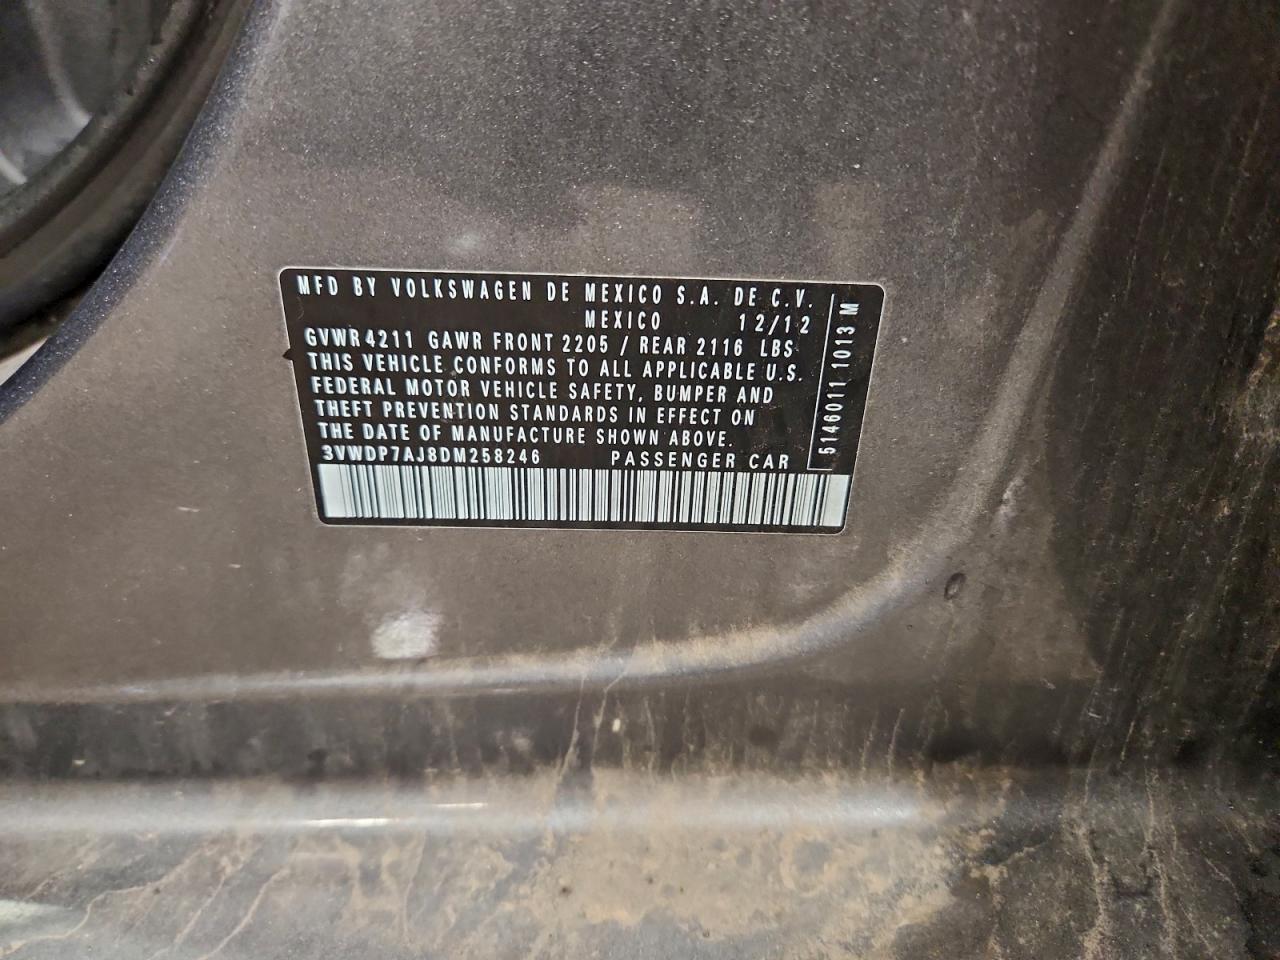 MFD BY VOLKSWAGEN DE MEXICO S.A. DE C.V.
MEXICO 12/12
GVWR 4211 GAWR FRONT 2205 / REAR 2116 LBS
THIS VEHICLE CONFORMS TO ALL APPLICABLE U.S.
FEDERAL MOTOR VEHICLE SAFETY, BUMPER AND
THEFT PREVENTION STANDARDS IN EFFECT ON
THE DATE OF MANUFACTURE SHOWN ABOVE.
3VWDP7AJ8DM258246 PASSENGER CAR
5146011 1013 M